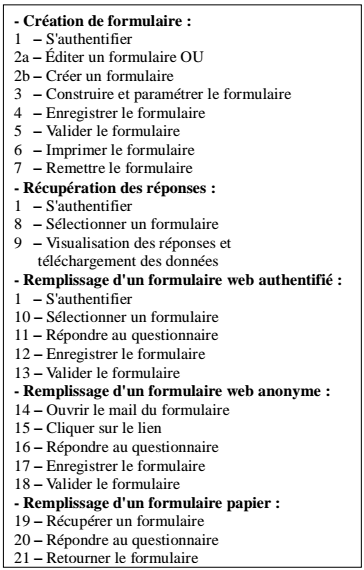 - Création de formulaire :
1 – S'authentifier
2a – Éditer un formulaire OU
2b – Créer un formulaire
3 – Construire et paramétrer le formulaire
4 – Enregistrer le formulaire
5 – Valider le formulaire
6 – Imprimer le formulaire
7 – Remettre le formulaire
- Récupération des réponses :
1 – S'authentifier
8 – Sélectionner un formulaire
9 – Visualisation des réponses et
téléchargement des données
- Remplissage d'un formulaire web authentifié :
1 – S'authentifier
10 – Sélectionner un formulaire
11 – Répondre au questionnaire
12 – Enregistrer le formulaire
13 – Valider le formulaire
- Remplissage d'un formulaire web anonyme :
14 – Ouvrir le mail du formulaire
15 – Cliquer sur le lien
16 – Répondre au questionnaire
17 – Enregistrer le formulaire
18 – Valider le formulaire
- Remplissage d'un formulaire papier :
19 – Récupérer un formulaire
20 – Répondre au questionnaire
21 – Retourner le formulaire